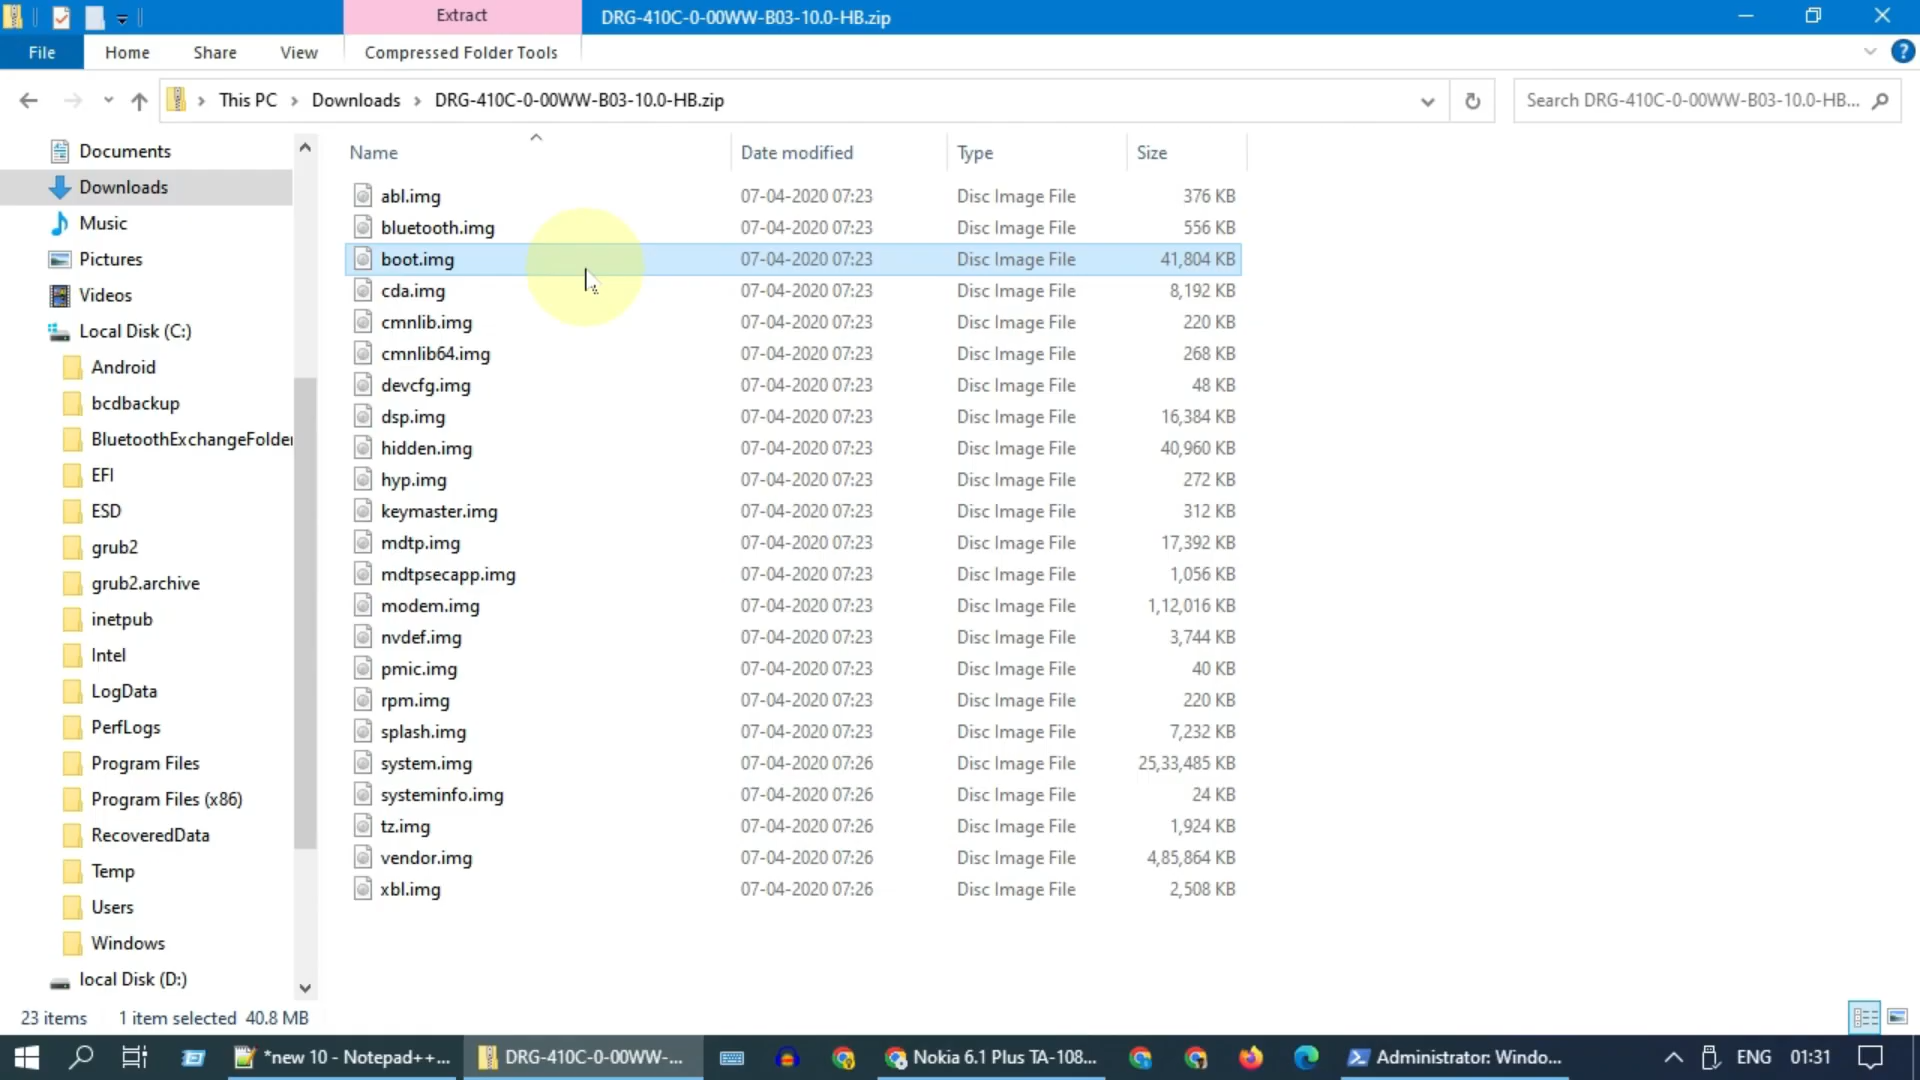 Extract
DRG-410C-0-00WW-B03-10.0-HB.zip
File
Home
Share
View
Compressed Folder Tools
This PC
Downloads
DRG-410C-0-00WW-B03-10.0-HB.zip
Search DRG-410C-0-00WW-B03-10.0-HB...
Documents
Downloads
Music
Pictures
Videos
Local Disk (C:)
Android
bcdbackup
BluetoothExchangeFolder
EFI
ESD
grub2
grub2.archive
inetpub
Intel
LogData
PerfLogs
Program Files
Program Files (x86)
RecoveredData
Temp
Users
Windows
local Disk (D:)
Name Date modified Type Size
abl.img 07-04-2020 07:23 Disc Image File 376 KB
bluetooth.img 07-04-2020 07:23 Disc Image File 556 KB
boot.img 07-04-2020 07:23 Disc Image File 41,804 KB
cda.img 07-04-2020 07:23 Disc Image File 8,192 KB
cmnlib.img 07-04-2020 07:23 Disc Image File 220 KB
cmnlib64.img 07-04-2020 07:23 Disc Image File 268 KB
devcfg.img 07-04-2020 07:23 Disc Image File 48 KB
dsp.img 07-04-2020 07:23 Disc Image File 16,384 KB
hidden.img 07-04-2020 07:23 Disc Image File 40,960 KB
hyp.img 07-04-2020 07:23 Disc Image File 272 KB
keymaster.img 07-04-2020 07:23 Disc Image File 312 KB
mdtp.img 07-04-2020 07:23 Disc Image File 17,392 KB
mdtpsecapp.img 07-04-2020 07:23 Disc Image File 1,056 KB
modem.img 07-04-2020 07:23 Disc Image File 1,12,016 KB
nvdef.img 07-04-2020 07:23 Disc Image File 3,744 KB
pmic.img 07-04-2020 07:23 Disc Image File 40 KB
rpm.img 07-04-2020 07:23 Disc Image File 220 KB
splash.img 07-04-2020 07:23 Disc Image File 7,232 KB
system.img 07-04-2020 07:26 Disc Image File 25,33,485 KB
systeminfo.img 07-04-2020 07:26 Disc Image File 24 KB
tz.img 07-04-2020 07:26 Disc Image File 1,924 KB
vendor.img 07-04-2020 07:26 Disc Image File 4,85,864 KB
xbl.img 07-04-2020 07:26 Disc Image File 2,508 KB
23 items 1 item selected 40.8 MB
*new 10 - Notepad++...
DRG-410C-0-00WW-...
Nokia 6.1 Plus TA-108...
Administrator: Windo...
ENG
01:31